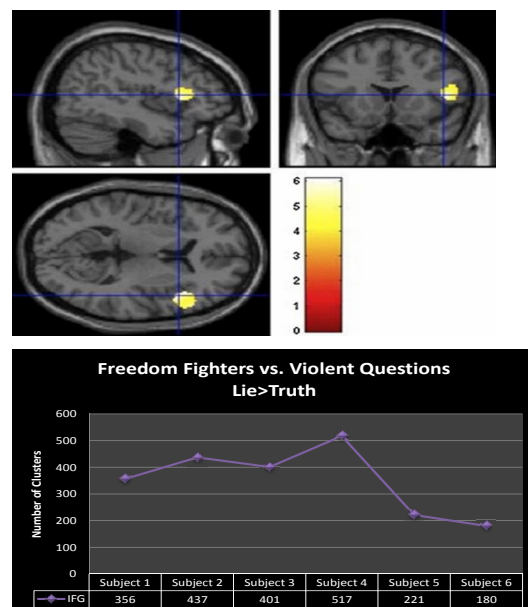 6
5
4
3
2
1
0
Freedom Fighters vs. Violent Questions
Lie>Truth
Number of Clusters
600
500
400
300
200
100
0
Subject 1 Subject 2 Subject 3 Subject 4 Subject 5 Subject 6
IFG 356 437 401 517 221 180